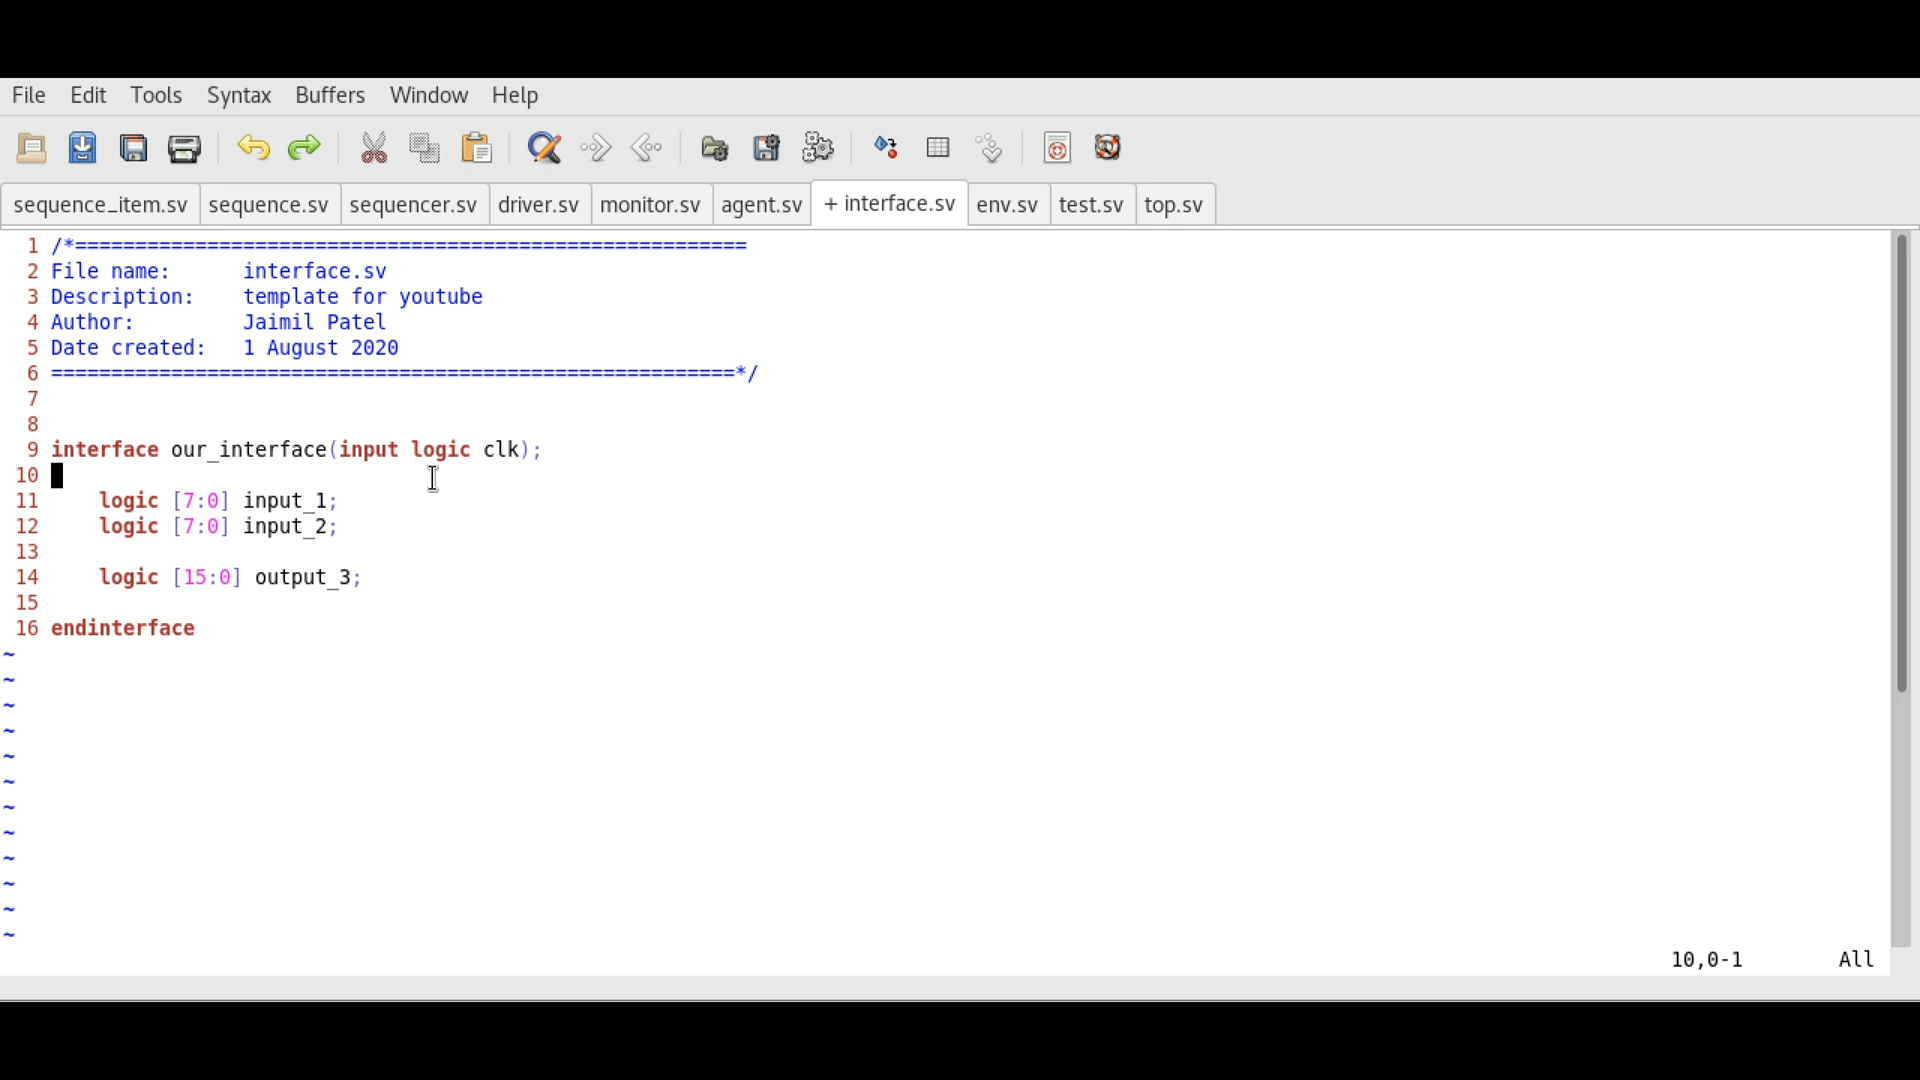 File Edit Tools Syntax Buffers Window Help
sequence_item.sv sequence.sv sequencer.sv driver.sv monitor.sv agent.sv + interface.sv env.sv test.sv top.sv
1 /*========================================================
2 File name:      interface.sv
3 Description:    template for youtube
4 Author:         Jaimil Patel
5 Date created:   1 August 2020
6 =========================================================*/
7
8
9 interface our_interface(input logic clk);
10
11     logic [7:0] input_1;
12     logic [7:0] input_2;
13
14     logic [15:0] output_3;
15
16 endinterface
~
~
~
~
~
~
~
~
~
~
~
~
10,0-1 All